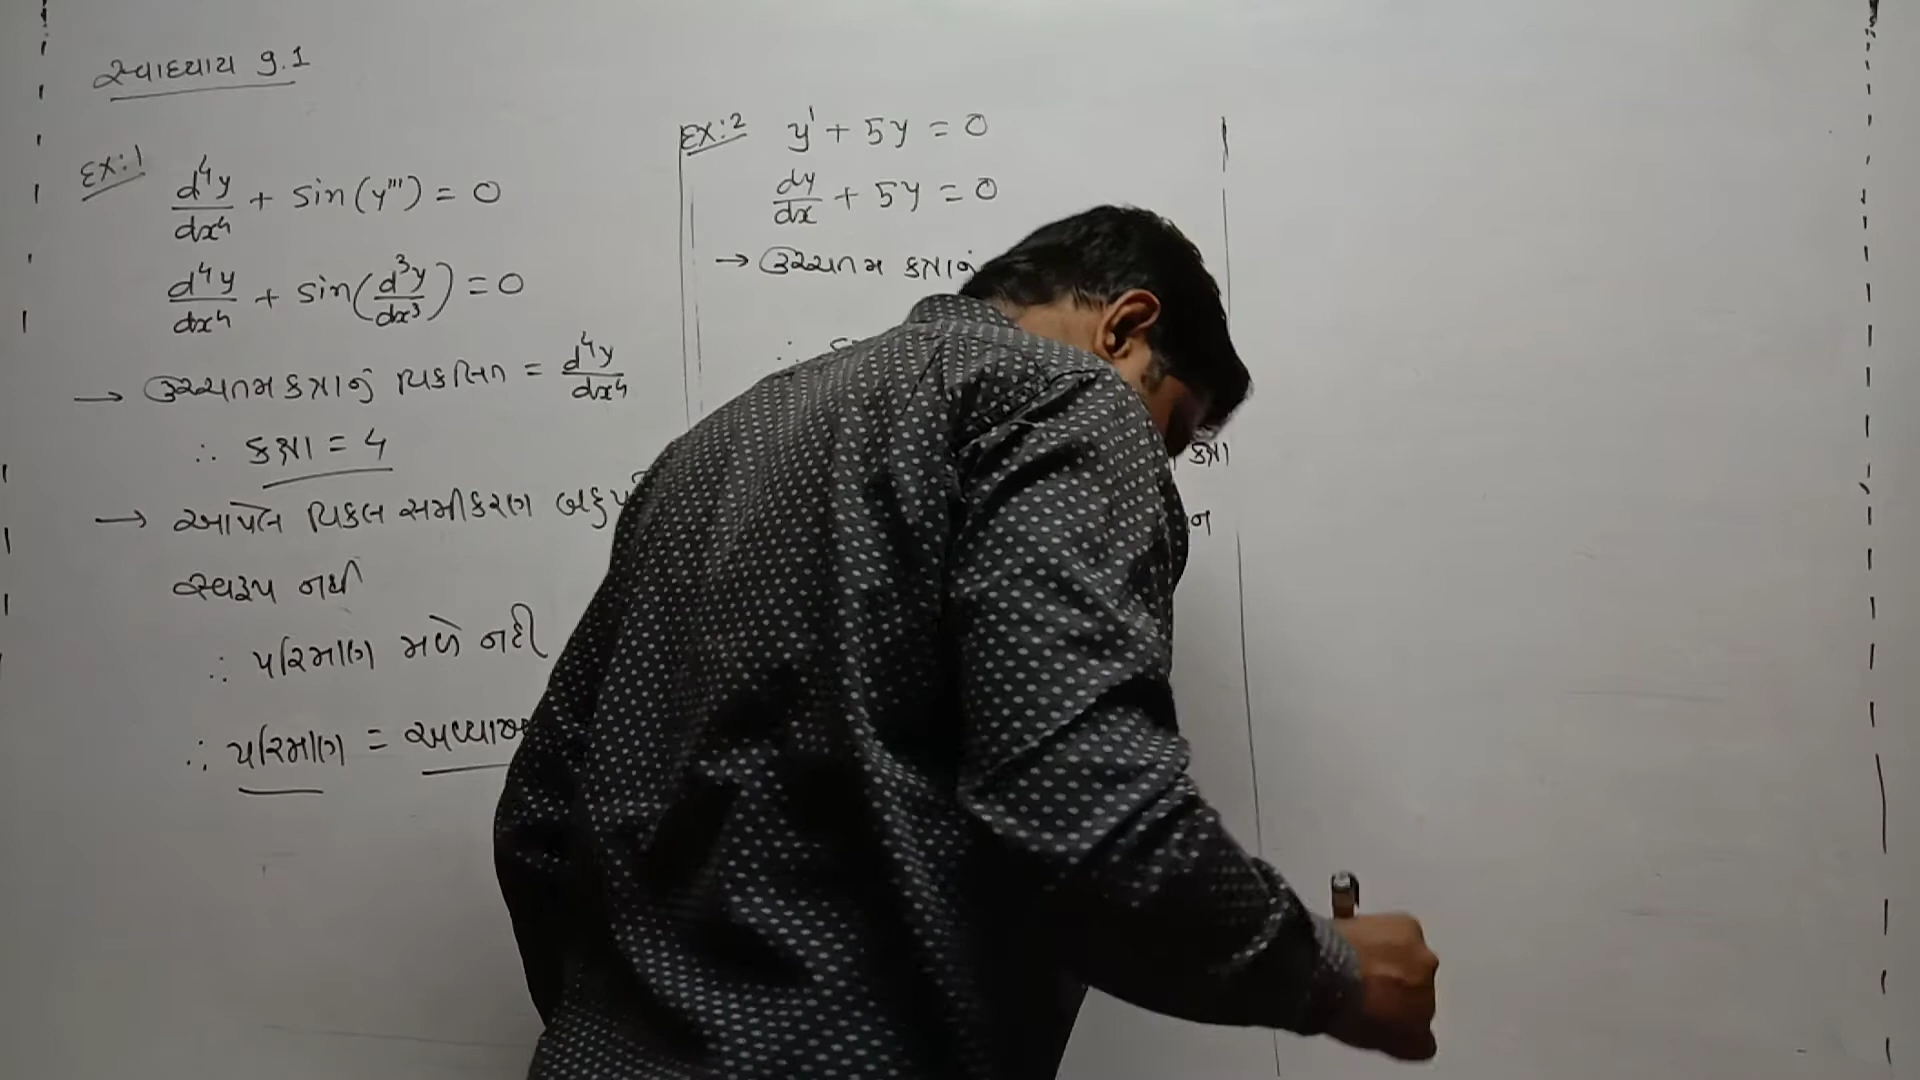 સ્વાધ્યાય 9.1
EX:1
d⁴y/dx⁴ + sin(y''') = 0
d⁴y/dx⁴ + sin(d³y/dx³) = 0
→ ઉચ્ચતમ કક્ષાનું વિકલિત = d⁴y/dx⁴
∴ કક્ષા = 4
→ આપેલ વિકલ સમીકરણ બહુપ
સ્વરૂપ નથી
∴ પરિમાણ મળે નહી
∴ પરિમાણ = અવ્યાખ્ય
EX:2 y' + 5y = 0
dy/dx + 5y = 0
→ ઉચ્ચતમ કક્ષાનું
∴
કક્ષા